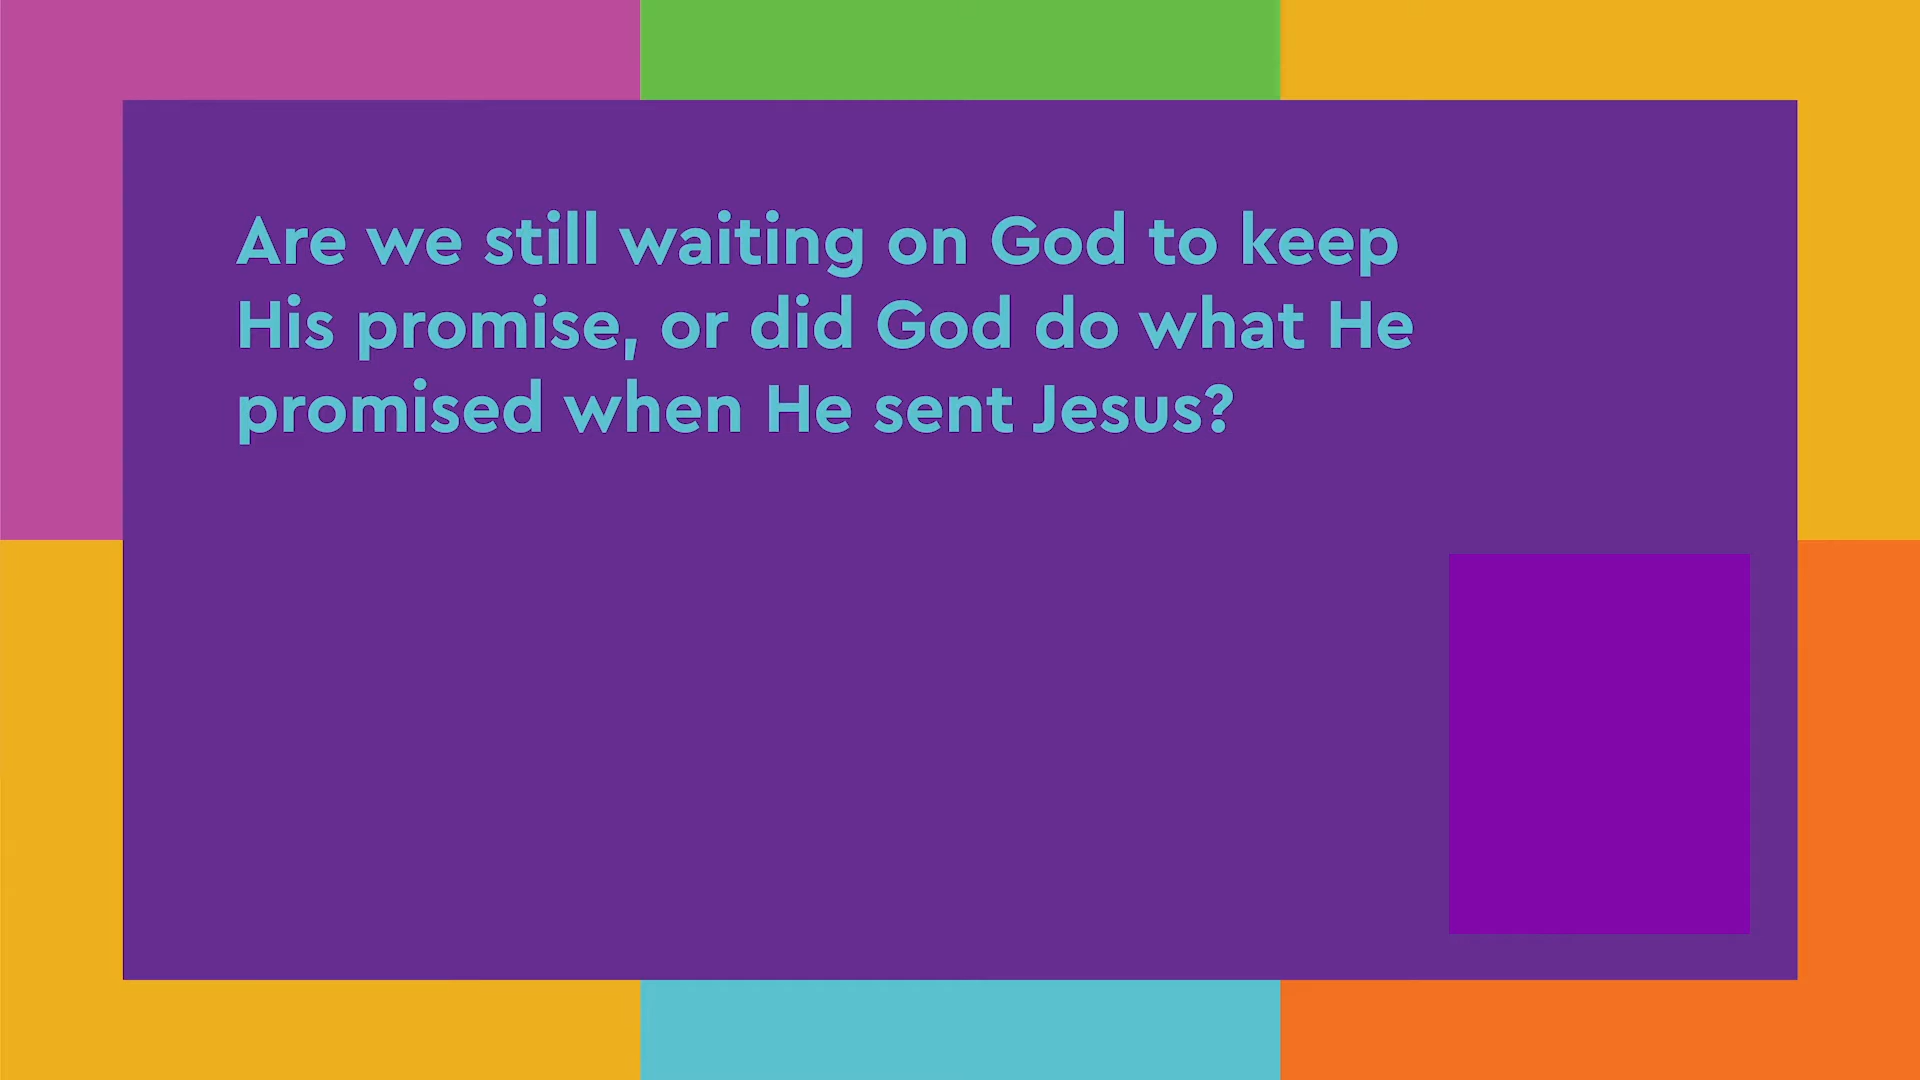 Are we still waiting on God to keep
His promise, or did God do what He
promised when He sent Jesus?